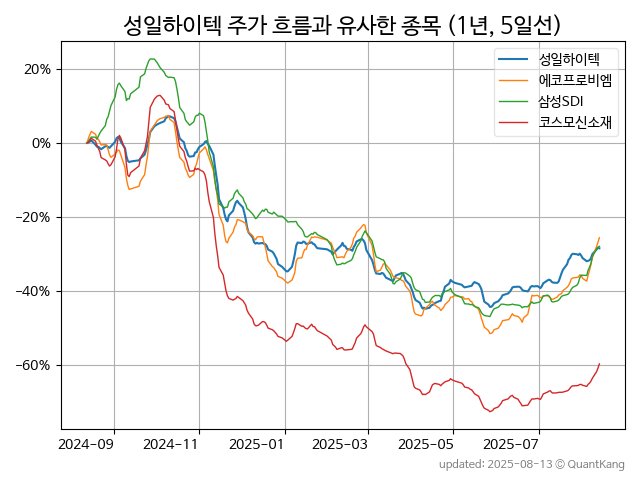 성일하이텍 주가 흐름과 유사한 종목 (1년, 5일선)
성일하이텍
에코프로비엠
삼성SDI
코스모신소재
20%
0%
−20%
−40%
−60%
2024-09
2024-11
2025-01
2025-03
2025-05
2025-07
updated: 2025-08-13 © QuantKang